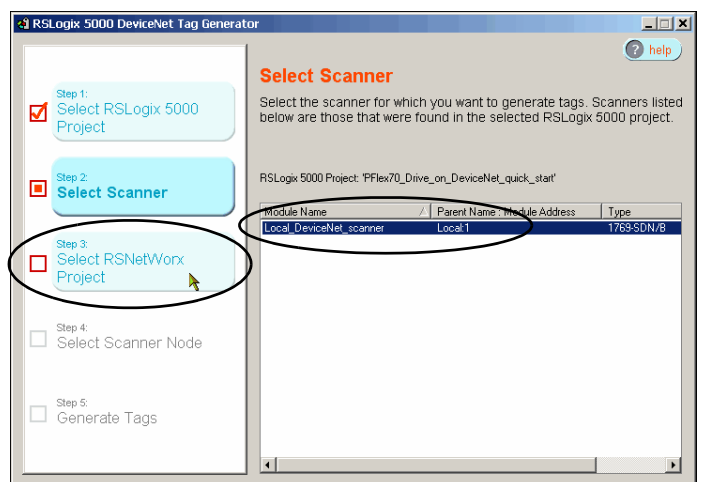 RSLogix 5000 DeviceNet Tag Generator
? help
Step 1:
Select RSLogix 5000
Project
Step 2:
Select Scanner
Step 3:
Select RSNetWorx
Project
Step 4:
Select Scanner Node
Step 5:
Generate Tags
Select Scanner
Select the scanner for which you want to generate tags. Scanners listed
below are those that were found in the selected RSLogix 5000 project.
RSLogix 5000 Project: 'PFlex70_Drive_on_DeviceNet_quick_start'
Module Name Parent Name : Module Address Type
Local_DeviceNet_scanner Local:1 1769-SDN/B